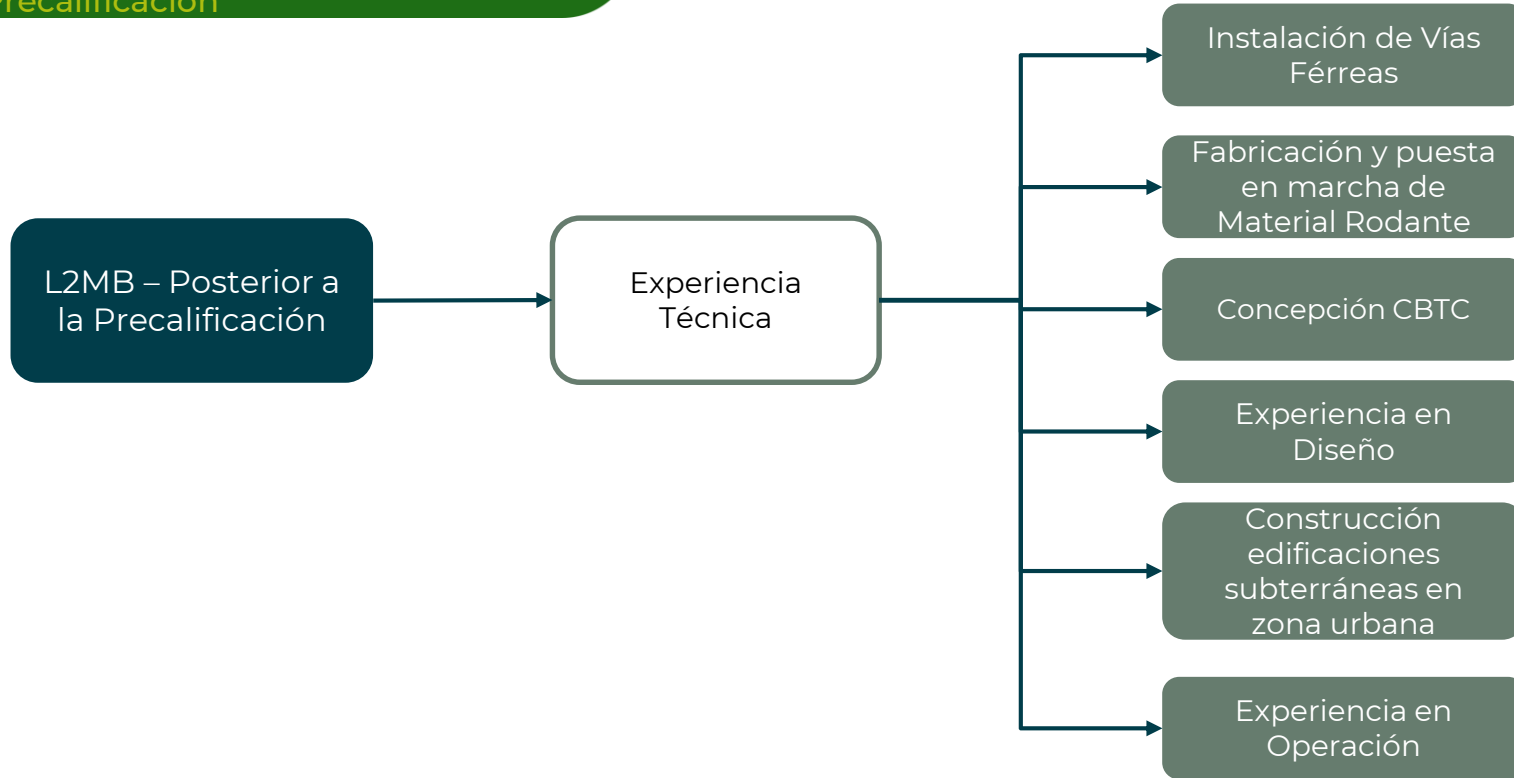 Precalificación
Instalación de Vías
Férreas
Fabricación y puesta
en marcha de
Material Rodante
L2MB – Posterior a
la Precalificación
Experiencia
Técnica
Concepción CBTC
Experiencia en
Diseño
Construcción
edificaciones
subterráneas en
zona urbana
Experiencia en
Operación